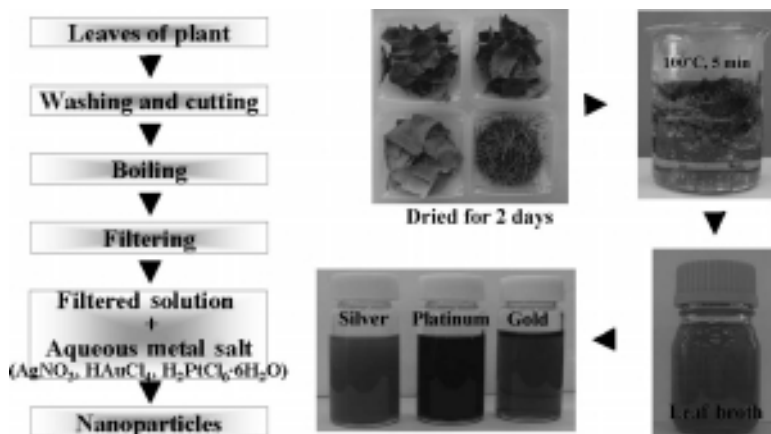 Leaves of plant
Washing and cutting
Boiling
Filtering
Filtered solution
+
Aqueous metal salt
(AgNO₃, HAuCl₄, H₂PtCl₆·6H₂O)
Nanoparticles
Dried for 2 days
100°C, 5 min
Leaf broth
Silver Platinum Gold